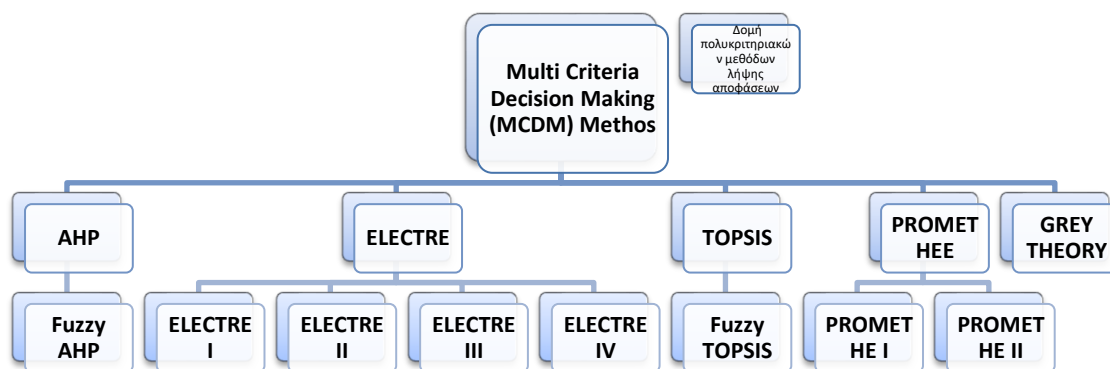 Multi Criteria
Decision Making
(MCDM) Methos
Δομή
πολυκριτηριακώ
ν μεθόδων
λήψης
αποφάσεων
AHP
ELECTRE
TOPSIS
PROMET
HEE
GREY
THEORY
Fuzzy
AHP
ELECTRE
I
ELECTRE
II
ELECTRE
III
ELECTRE
IV
Fuzzy
TOPSIS
PROMET
HE I
PROMET
HE II